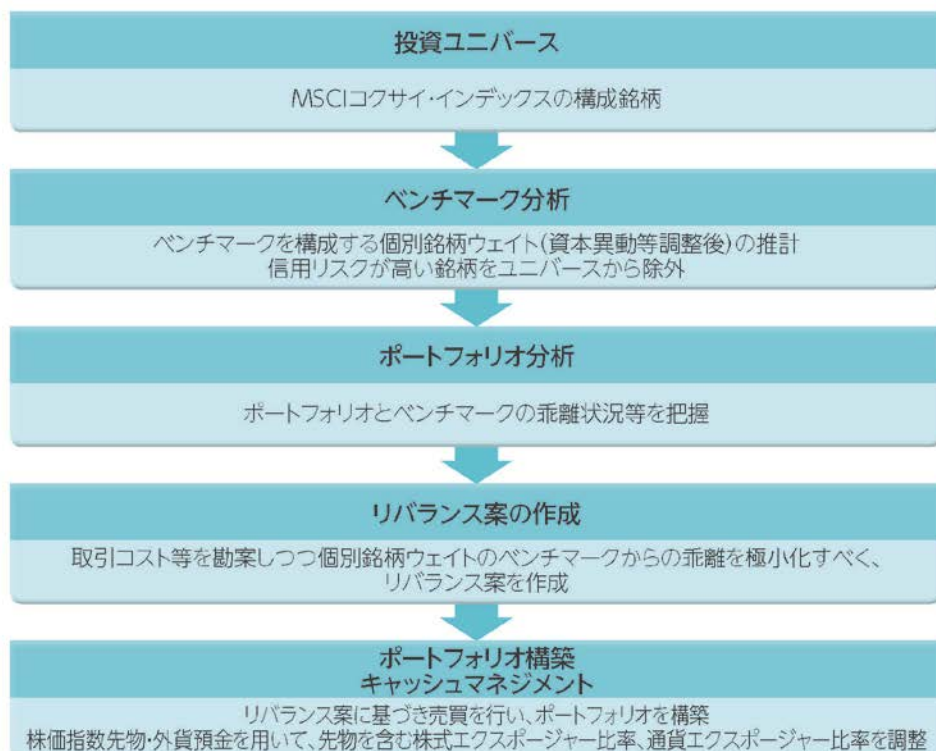 投資ユニバース
MSCIコクサイ・インデックスの構成銘柄
ベンチマーク分析
ベンチマークを構成する個別銘柄ウェイト(資本異動等調整後)の推計
信用リスクが高い銘柄をユニバースから除外
ポートフォリオ分析
ポートフォリオとベンチマークの乖離状況等を把握
リバランス案の作成
取引コスト等を勘案しつつ個別銘柄ウェイトのベンチマークからの乖離を極小化すべく、
リバランス案を作成
ポートフォリオ構築
キャッシュマネジメント
リバランス案に基づき売買を行い、ポートフォリオを構築
株価指数先物・外貨預金を用いて、先物を含む株式エクスポージャー比率、通貨エクスポージャー比率を調整